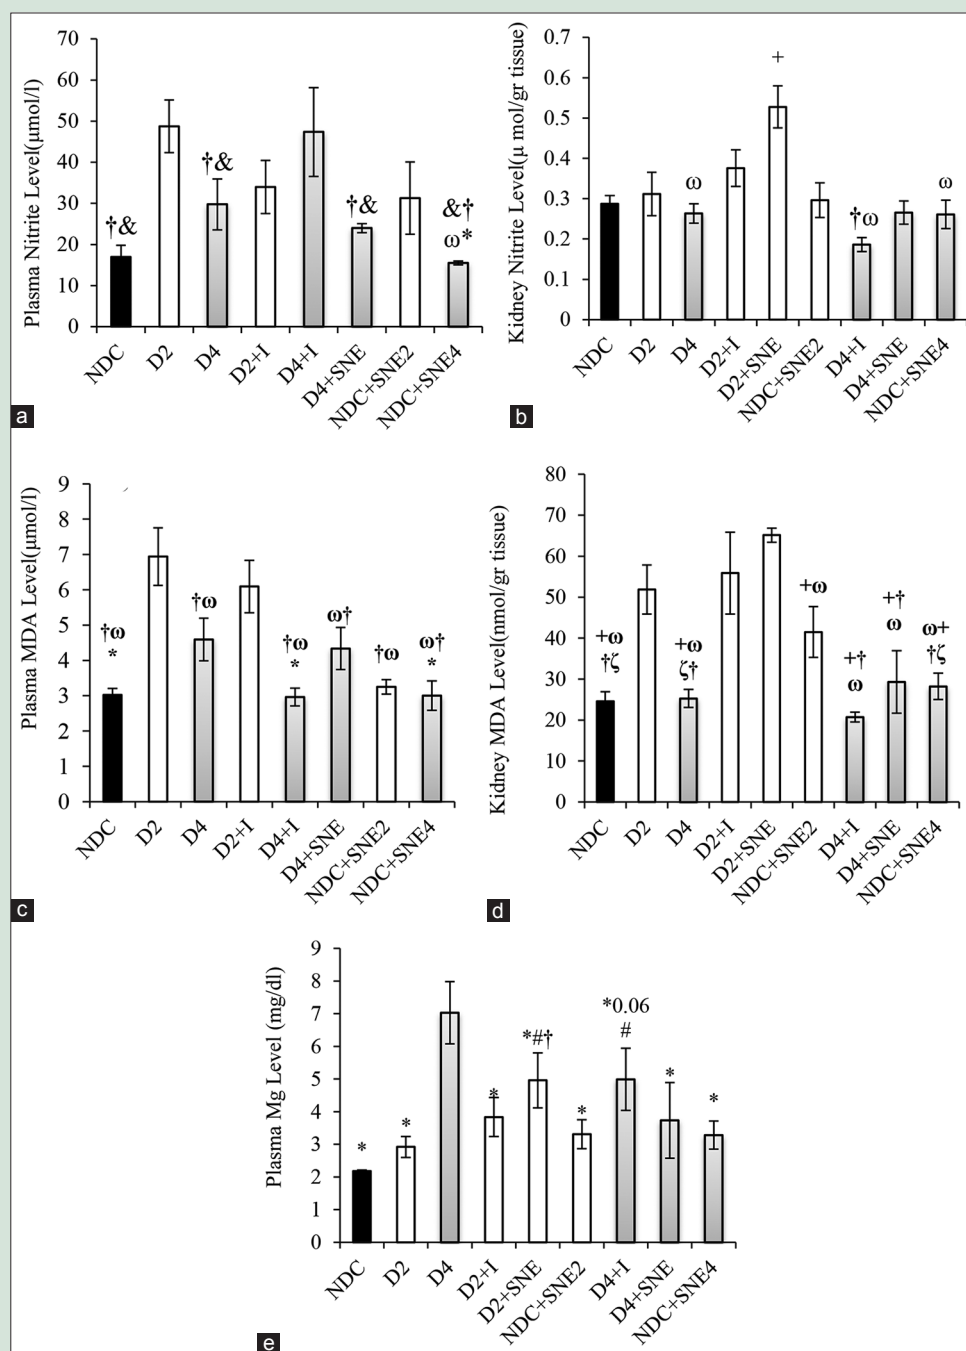 Plasma Nitrite Level(µmol/l)
70
60
50
40
30
20
10
0
†&
†&
†&
&†
ω*
NDC
D2
D4
D2+I
D4+I
D4+SNE
NDC+SNE2
NDC+SNE4
a
Kidney Nitrite Level(µ mol/gr tissue)
0.7
0.6
0.5
0.4
0.3
0.2
0.1
0
ω
+
†ω
ω
NDC
D2
D4
D2+I
D2+SNE
NDC+SNE2
D4+I
D4+SNE
NDC+SNE4
b
Plasma MDA Level(µmol/l)
9
8
7
6
5
4
3
2
1
0
†ω
*
†ω
†ω
*
ω†
†ω
ω†
*
NDC
D2
D4
D2+I
D4+I
D4+SNE
NDC+SNE2
NDC+SNE4
c
Kidney MDA Level(nmol/gr tissue)
80
70
60
50
40
30
20
10
0
+ω
†ζ
+ω
ζ†
+ω
+†
ω
+†
ω
ω+
†ζ
NDC
D2
D4
D2+I
D2+SNE
NDC+SNE2
D4+I
D4+SNE
NDC+SNE4
d
Plasma Mg Level (mg/dl)
9
8
7
6
5
4
3
2
1
0
*
*
*
*#†
*
*0.06
#
*
*
NDC
D2
D4
D2+I
D2+SNE
NDC+SNE2
D4+I
D4+SNE
NDC+SNE4
e